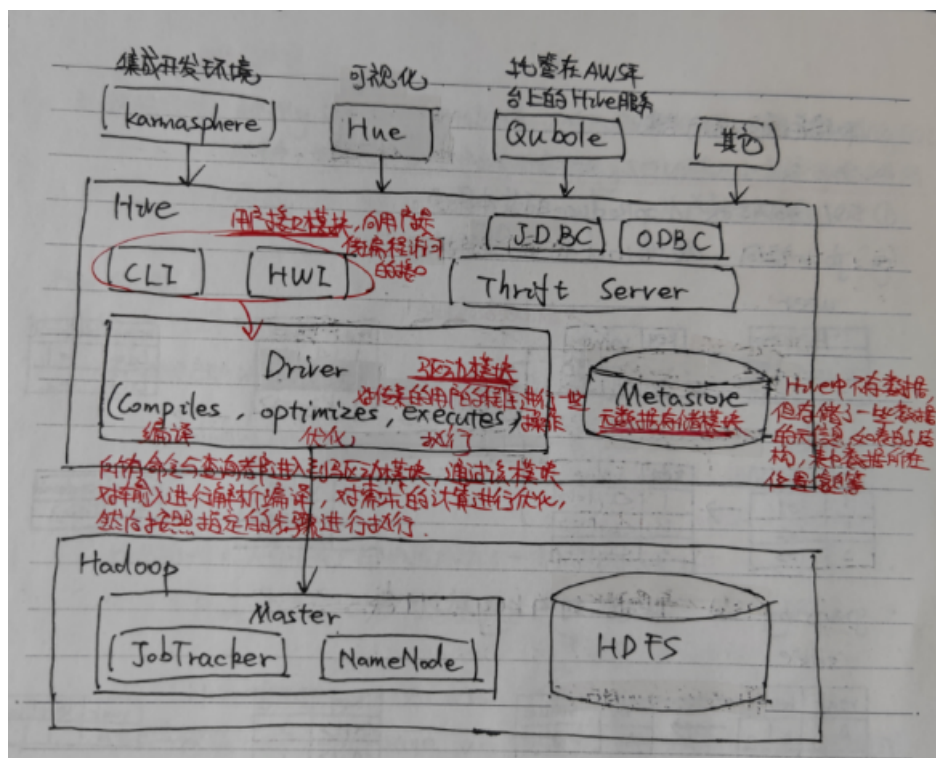 集成开发环境
可视化
托管在AWS平
台上的Hive服务
karmasphere
Hue
Qubole
其它
Hive
用户接口模块,向用户提
供编程访问
的接口
JDBC
ODBC
CLI
HWI
Thrift Server
Driver
驱动模块
对任务的用户的程序进行一些
操作
(Compiles, optimizes, executes)
编译
优化
执行
Metastore
元数据存储模块
Hive中不存数据,
但存储了一些数据
的元信息,如表的名,结
构,表中数据所在
位置信息等
所有命令与查询都进入到驱动模块,通过该模块
对输入进行解析编译,对需求的计算进行优化,
然后按照指定的步骤进行执行.
Hadoop
Master
JobTracker
NameNode
HDFS